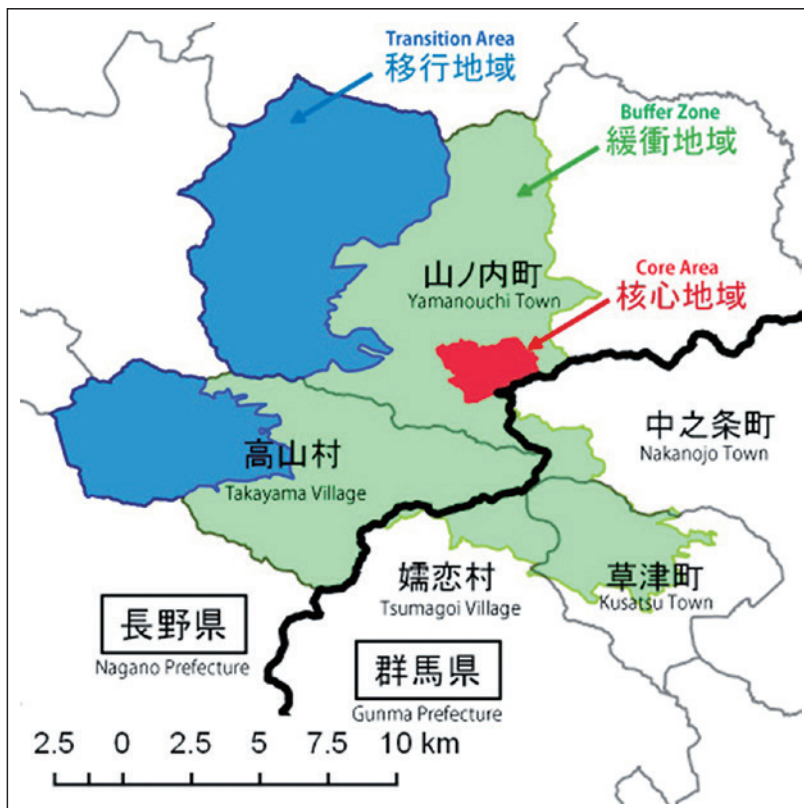 Transition Area
移行地域
Buffer Zone
緩衝地域
山ノ内町
Yamanouchi Town
Core Area
核心地域
中之条町
Nakanojo Town
高山村
Takayama Village
嬬恋村
Tsumagoi Village
草津町
Kusatsu Town
長野県
Nagano Prefecture
群馬県
Gunma Prefecture
2.5 0 2.5 5 7.5 10 km